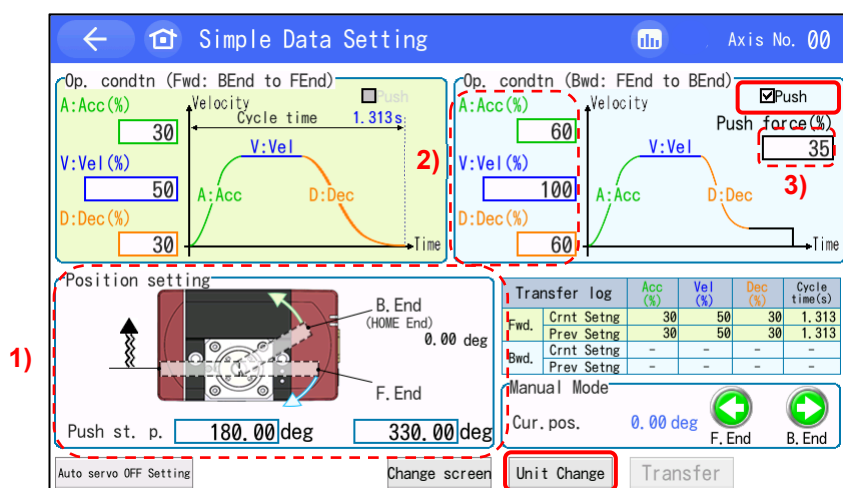 Simple Data Setting
Axis No. 00
Op. condtn (Fwd: BEnd to FEnd)
Push
A:Acc(%)
30
V:Vel(%)
50
D:Dec(%)
30
Velocity
Cycle time 1.313s
V:Vel
A:Acc
D:Dec
Time
2)
Op. condtn (Bwd: FEnd to BEnd)
Push
A:Acc(%)
60
V:Vel(%)
100
D:Dec(%)
60
Velocity
Push force(%)
35
3)
V:Vel
A:Acc
D:Dec
Time
1)
Position setting
B.End
(HOME End)
0.00 deg
F.End
Push st. p. 180.00 deg 330.00 deg
Transfer log Acc (%) Vel (%) Dec (%) Cycle time(s)
Fwd. Crnt Setng 30 50 30 1.313
Prev Setng 30 50 30 1.313
Bwd. Crnt Setng - - - -
Prev Setng - - - -
Manual Mode
Cur.pos. 0.00 deg
F.End
B.End
Auto servo OFF Setting
Change screen
Unit Change
Transfer